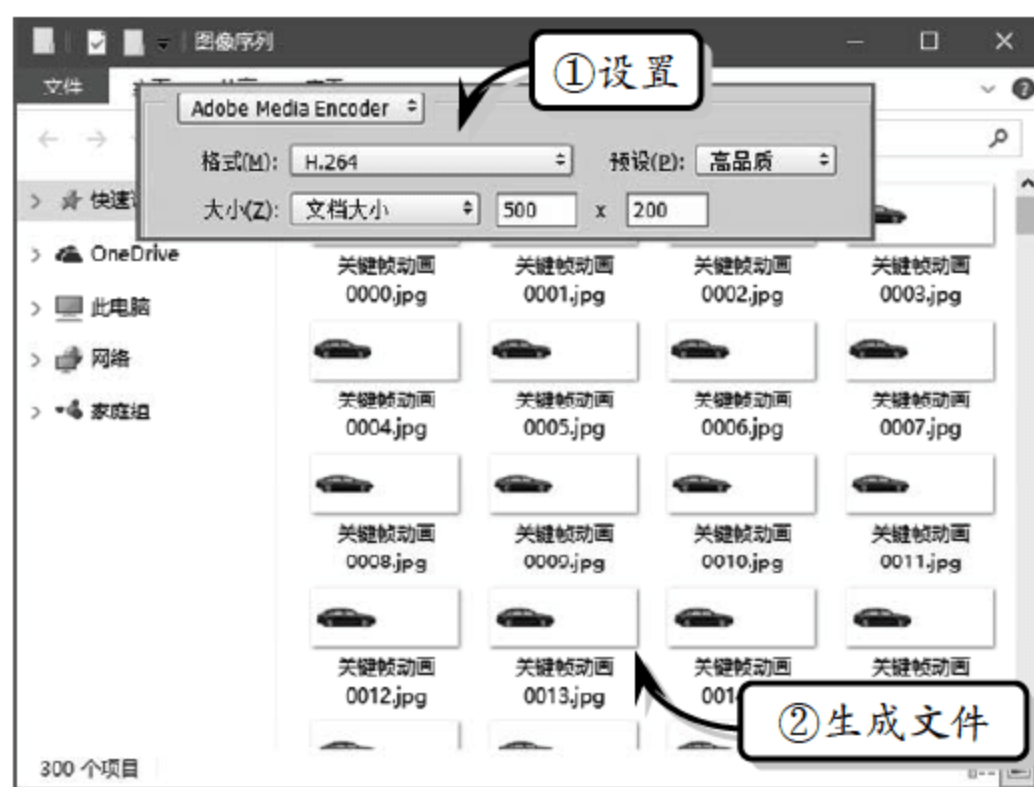 图像序列
①设置
文件
Adobe Media Encoder
格式(M): H.264 预设(P): 高品质
大小(Z): 文档大小 500 x 200
快速
OneDrive
此电脑
网络
家庭组
关键帧动画 关键帧动画 关键帧动画 关键帧动画
0000.jpg 0001.jpg 0002.jpg 0003.jpg
关键帧动画 关键帧动画 关键帧动画 关键帧动画
0004.jpg 0005.jpg 0006.jpg 0007.jpg
关键帧动画 关键帧动画 关键帧动画 关键帧动画
0008.jpg 0009.jpg 0010.jpg 0011.jpg
关键帧动画 关键帧动画 关键帧动画 关键帧动画
0012.jpg 0013.jpg 001
②生成文件
300 个项目